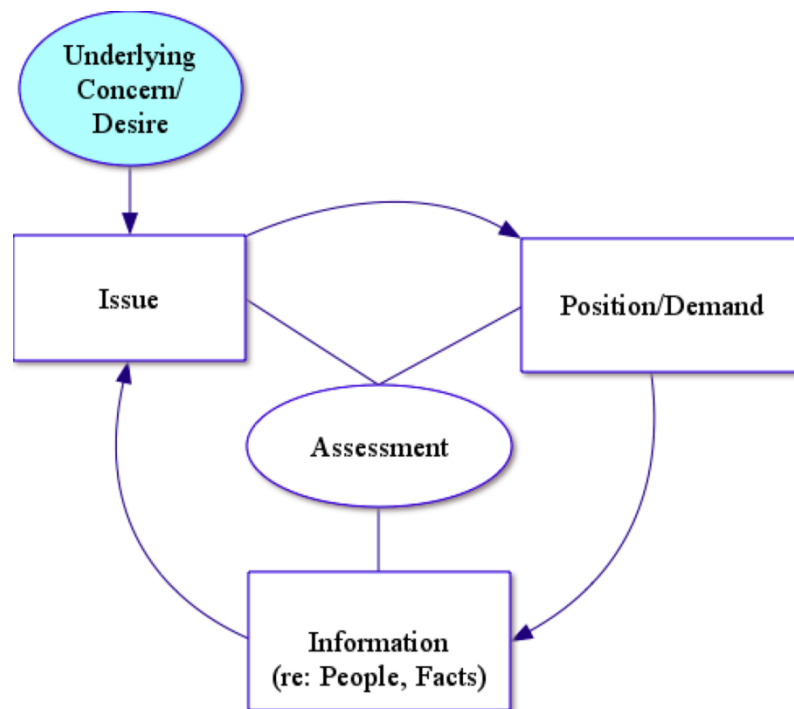 Underlying
Concern/
Desire
Issue
Position/Demand
Assessment
Information
(re: People, Facts)